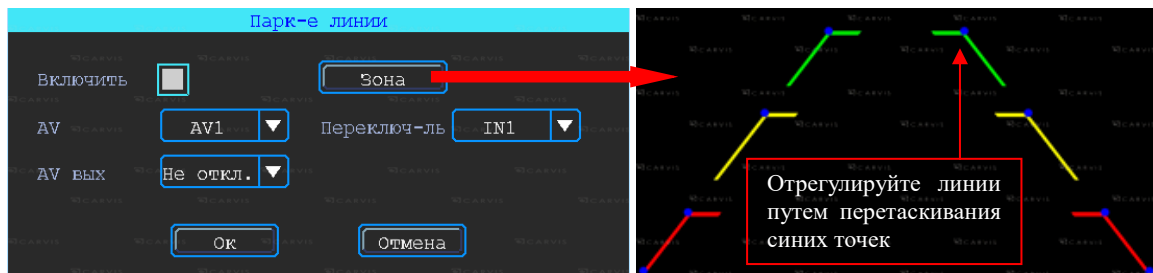 Парк-е линии
Включить
Зона
AV
AV1
Переключ-ль
IN1
AV вых
Не откл.
Ок
Отмена
Отрегулируйте линии
путем перетаскивания
синих точек
CARVIS